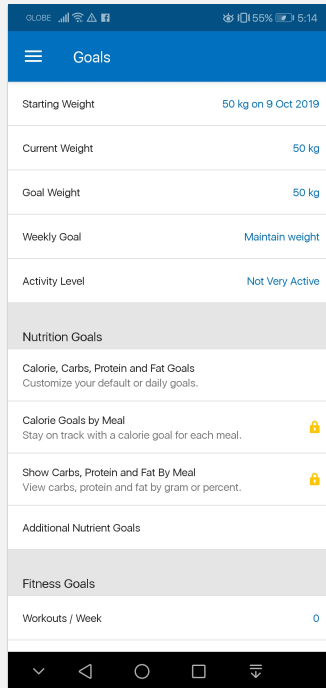 GLOBE 55% 5:14
Goals
Starting Weight 50 kg on 9 Oct 2019
Current Weight 50 kg
Goal Weight 50 kg
Weekly Goal Maintain weight
Activity Level Not Very Active
Nutrition Goals
Calorie, Carbs, Protein and Fat Goals
Customize your default or daily goals.
Calorie Goals by Meal
Stay on track with a calorie goal for each meal.
Show Carbs, Protein and Fat By Meal
View carbs, protein and fat by gram or percent.
Additional Nutrient Goals
Fitness Goals
Workouts / Week 0